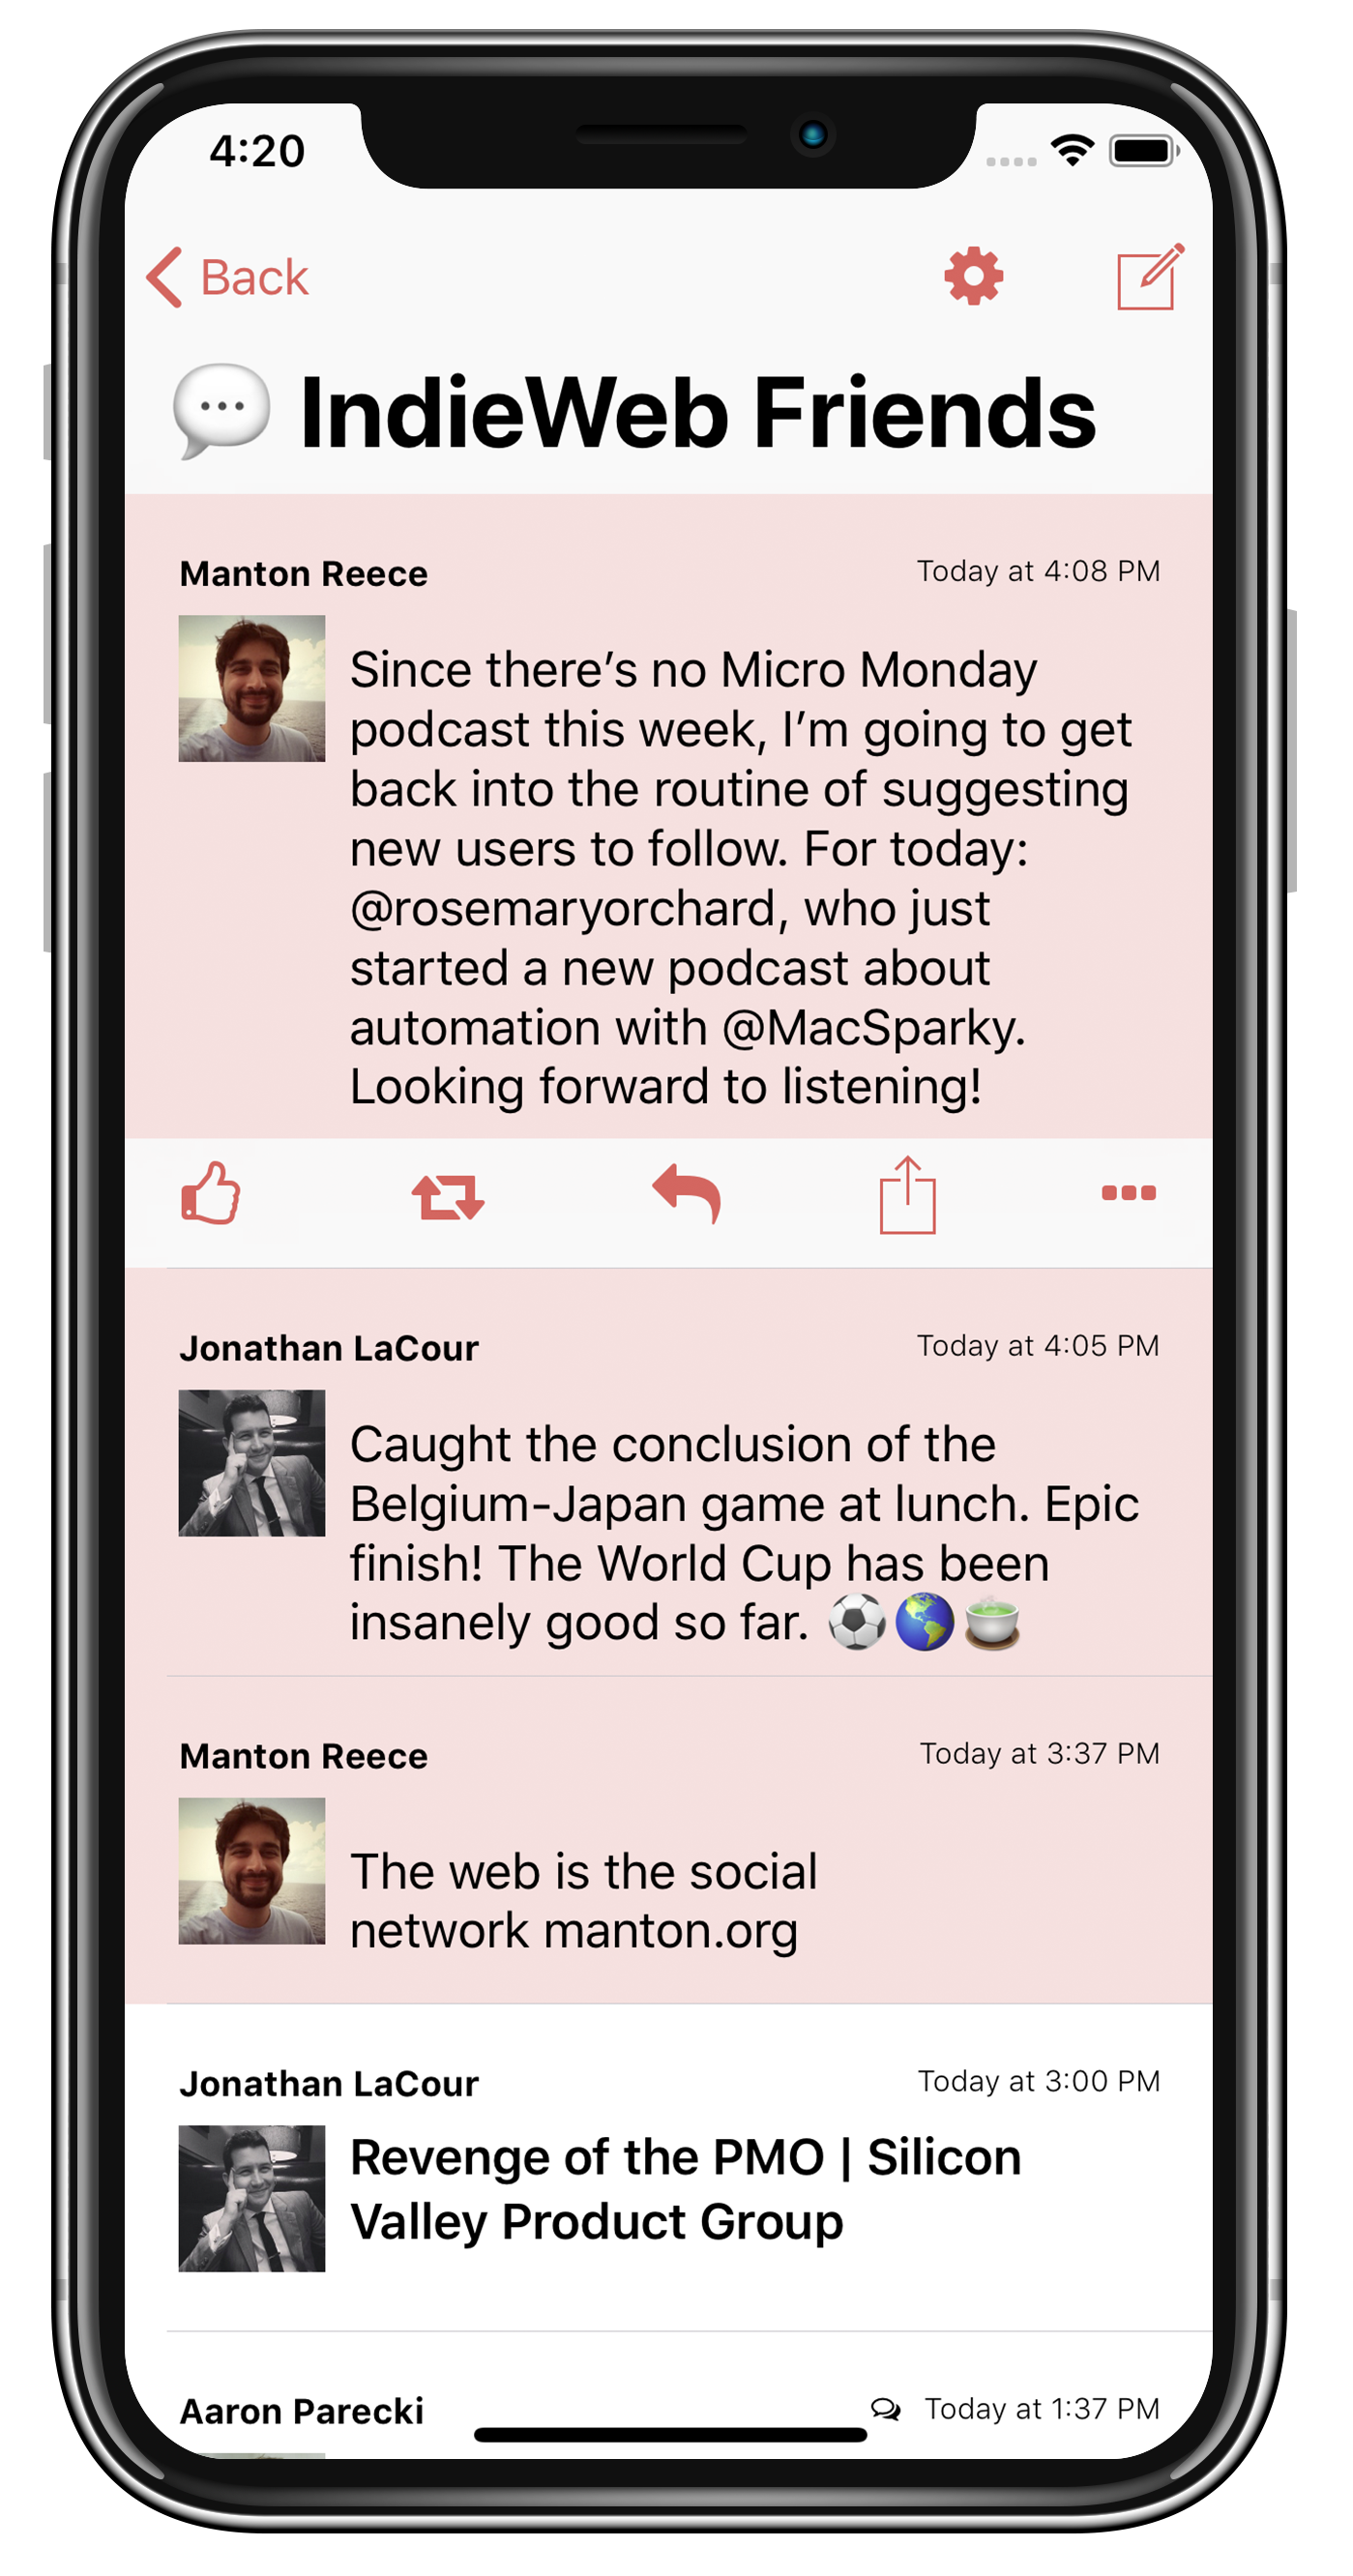 4:20
Back
💬 IndieWeb Friends
Manton Reece Today at 4:08 PM
Since there’s no Micro Monday
podcast this week, I’m going to get
back into the routine of suggesting
new users to follow. For today:
@rosemaryorchard, who just
started a new podcast about
automation with @MacSparky.
Looking forward to listening!
Jonathan LaCour Today at 4:05 PM
Caught the conclusion of the
Belgium-Japan game at lunch. Epic
finish! The World Cup has been
insanely good so far. ⚽🌎🍵
Manton Reece Today at 3:37 PM
The web is the social
network manton.org
Jonathan LaCour Today at 3:00 PM
Revenge of the PMO | Silicon
Valley Product Group
Aaron Parecki Today at 1:37 PM